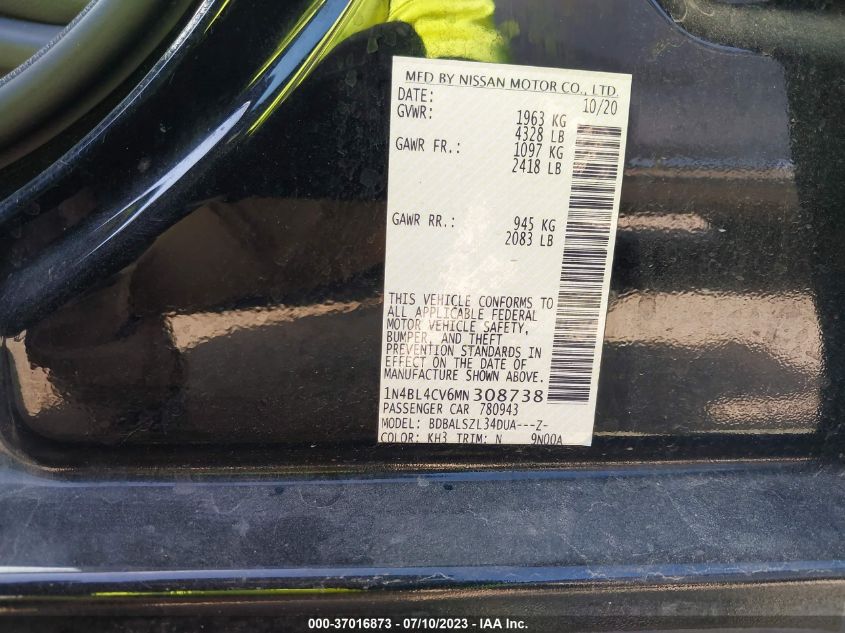 MFD BY NISSAN MOTOR CO., LTD.
DATE: 10/20
GVWR: 1963 KG
4328 LB
GAWR FR.: 1097 KG
2418 LB
GAWR RR.: 945 KG
2083 LB
THIS VEHICLE CONFORMS TO
ALL APPLICABLE FEDERAL
MOTOR VEHICLE SAFETY,
BUMPER, AND THEFT
PREVENTION STANDARDS IN
EFFECT ON THE DATE OF
MANUFACTURE SHOWN ABOVE.
1N4BL4CV6MN308738
PASSENGER CAR 780943
MODEL: BDBALSZL34DUA---Z-
COLOR: KH3 TRIM: N 9N00A
000-37016873 — 07/10/2023 - IAA Inc.